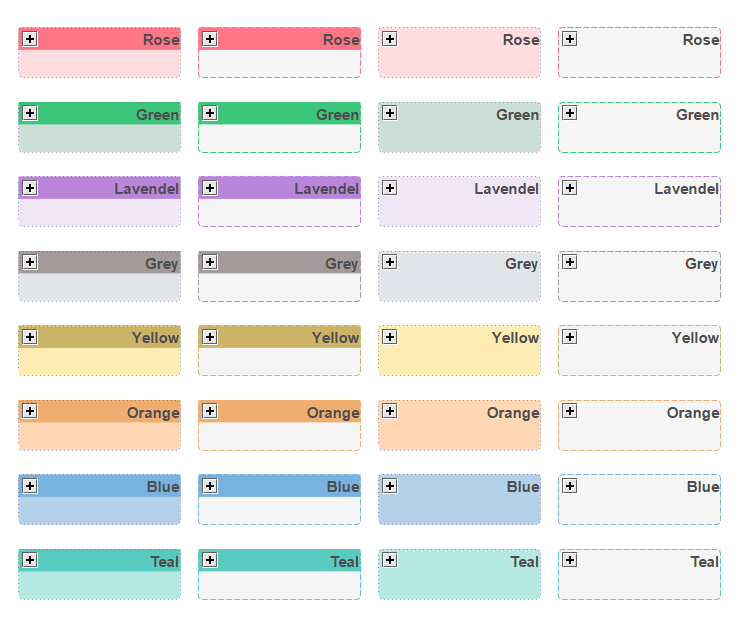 Rose Rose Rose Rose
Green Green Green Green
Lavendel Lavendel Lavendel Lavendel
Grey Grey Grey Grey
Yellow Yellow Yellow Yellow
Orange Orange Orange Orange
Blue Blue Blue Blue
Teal Teal Teal Teal